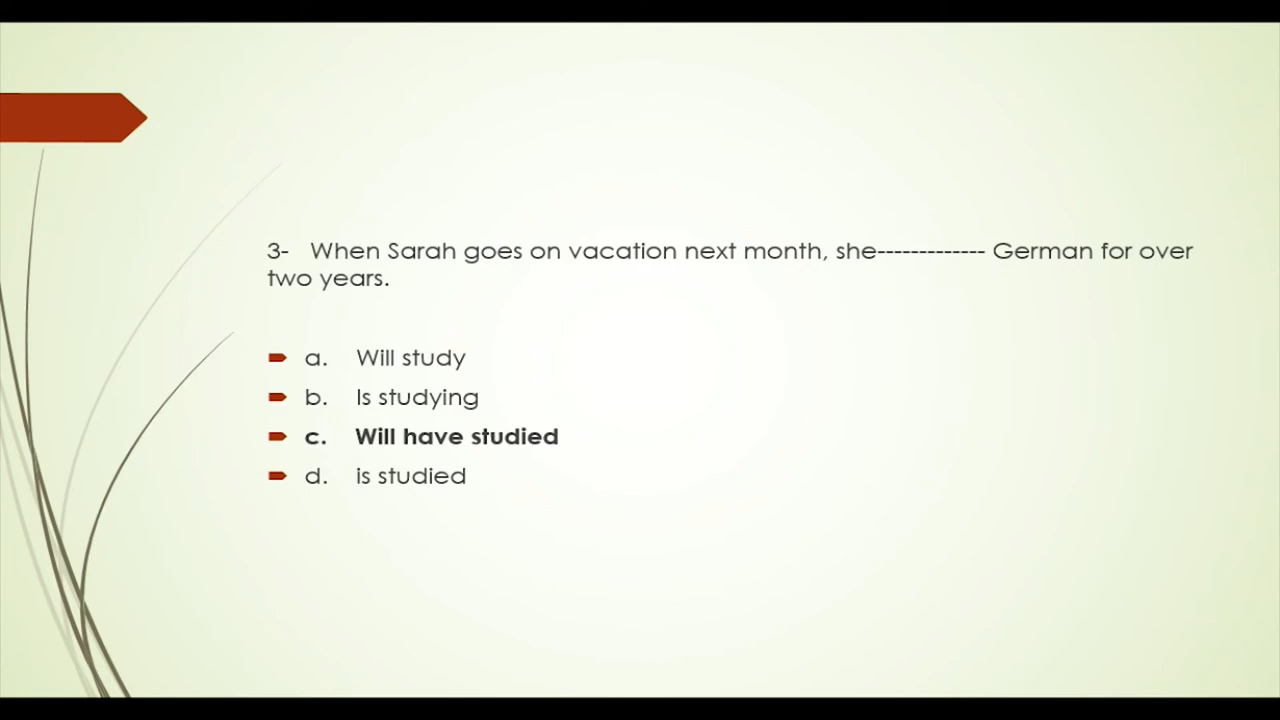 3- When Sarah goes on vacation next month, she------------- German for over
two years.
a. Will study
b. Is studying
c. Will have studied
d. is studied